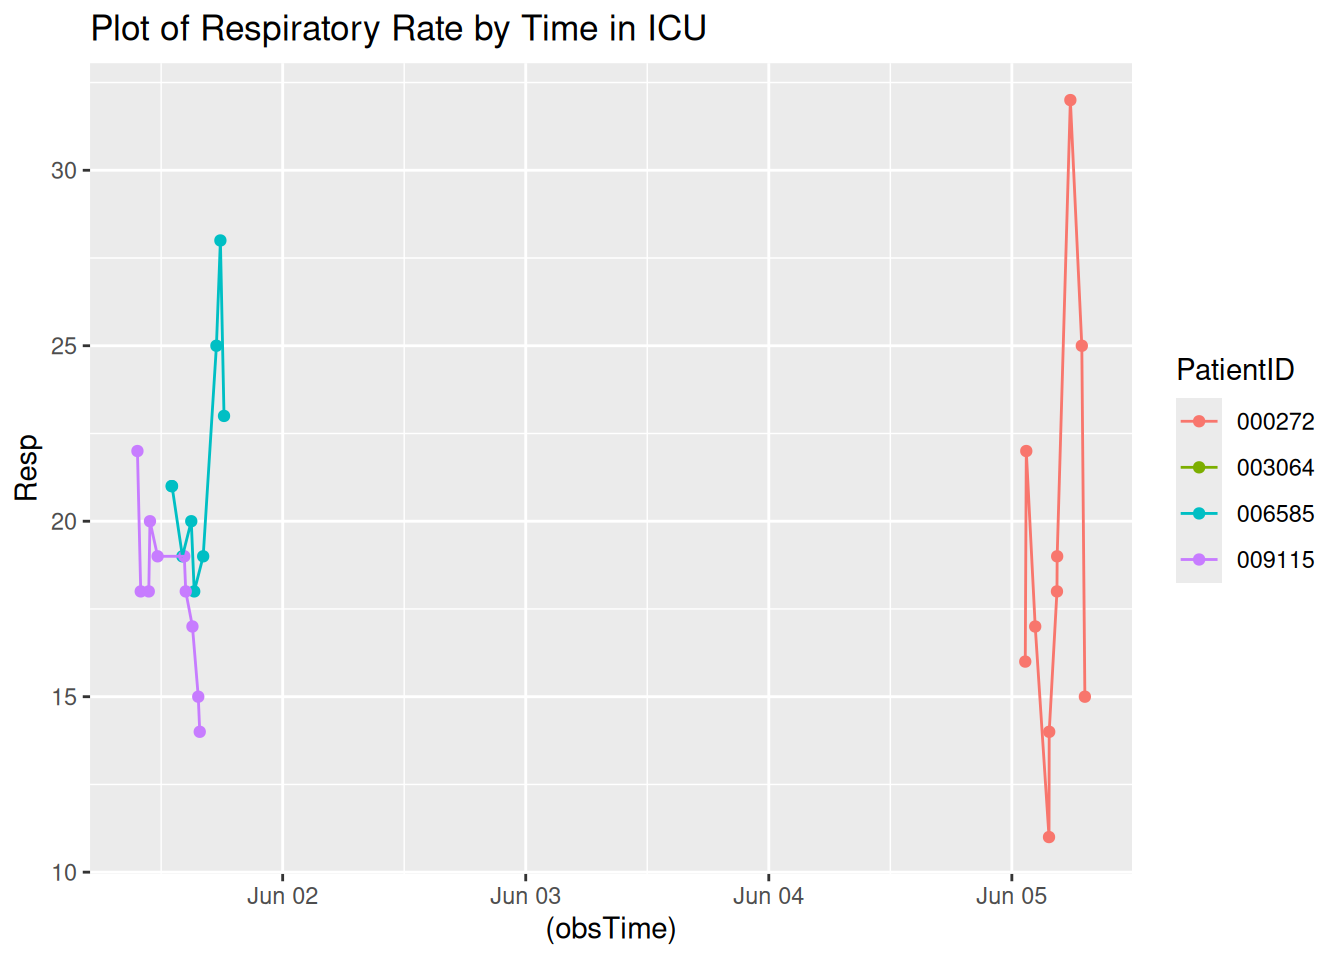 Plot of Respiratory Rate by Time in ICU
30
25
20
15
10
Resp
Jun 02
Jun 03
Jun 04
Jun 05
(obsTime)
PatientID
000272
003064
006585
009115